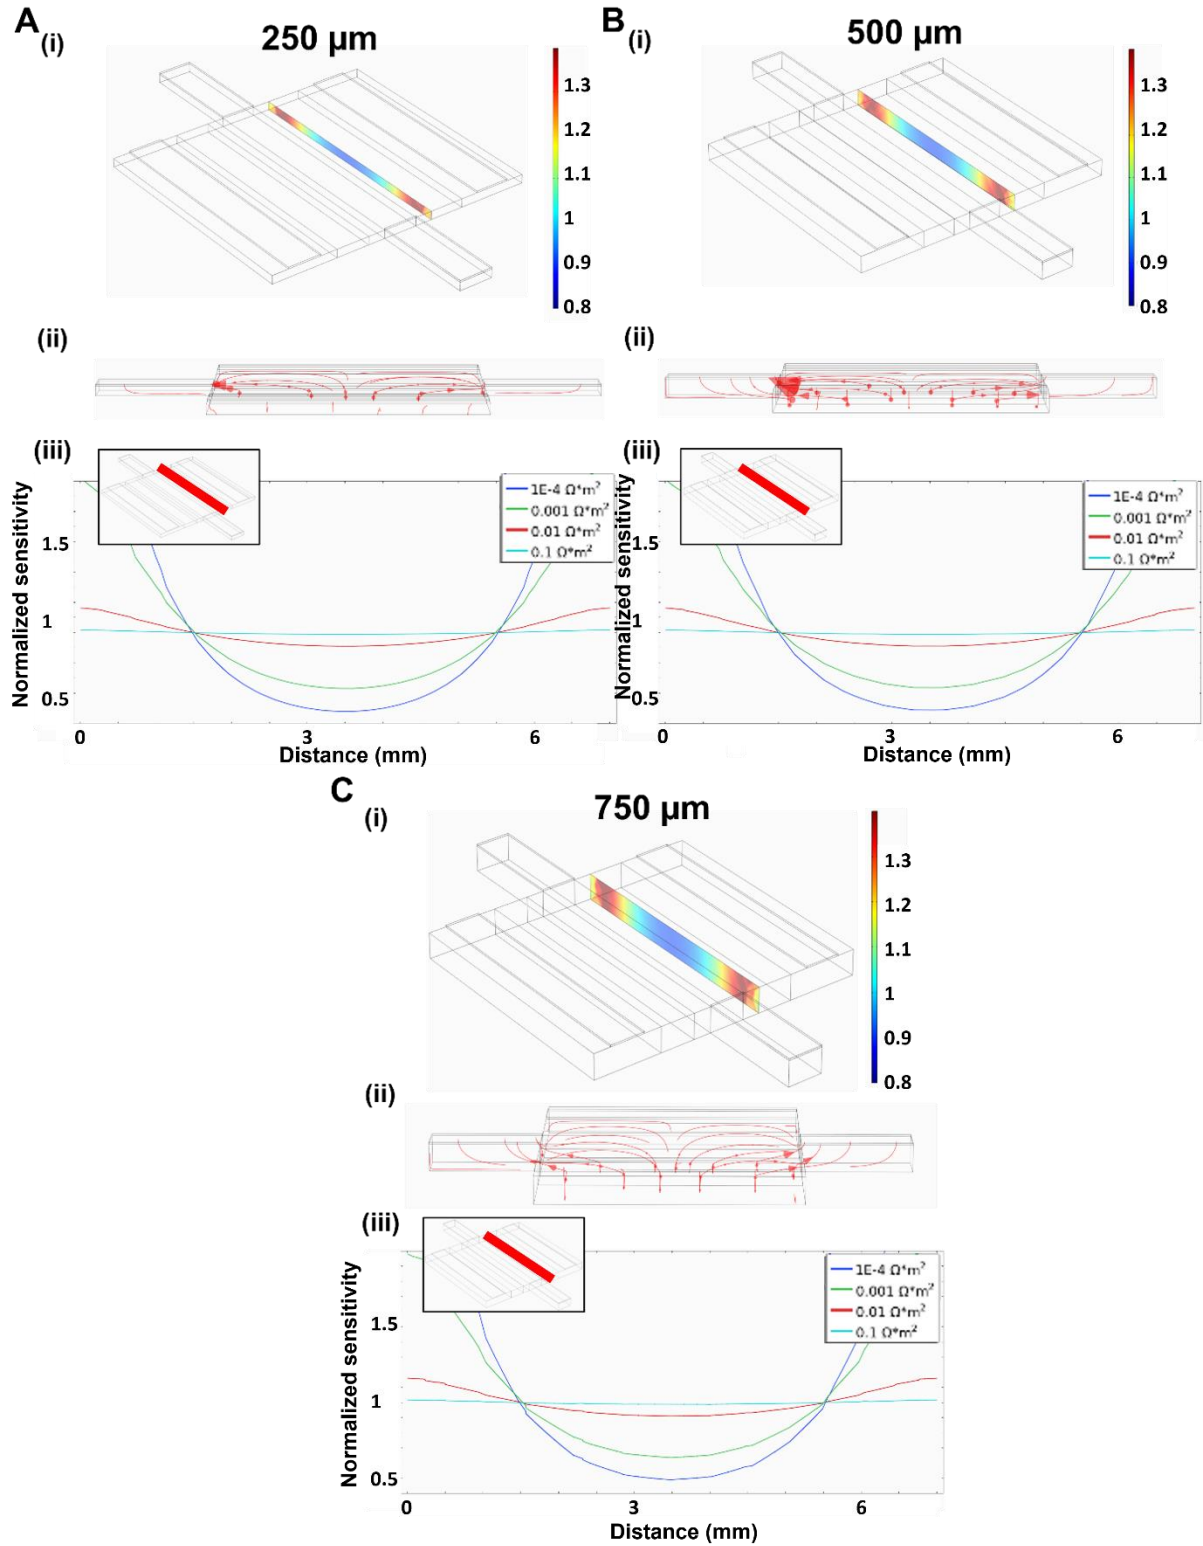 A
(i)
250 µm
1.3
1.2
1.1
1
0.9
0.8
(ii)
(iii)
Normalized sensitivity
1.5
1
0.5
1E-4 Ω*m²
0.001 Ω*m²
0.01 Ω*m²
0.1 Ω*m²
0
3
6
Distance (mm)
B
(i)
500 µm
1.3
1.2
1.1
1
0.9
0.8
(ii)
(iii)
Normalized sensitivity
1.5
1
0.5
1E-4 Ω*m²
0.001 Ω*m²
0.01 Ω*m²
0.1 Ω*m²
0
3
6
Distance (mm)
C
(i)
750 µm
1.3
1.2
1.1
1
0.9
0.8
(ii)
(iii)
Normalized sensitivity
1.5
1
0.5
1E-4 Ω*m²
0.001 Ω*m²
0.01 Ω*m²
0.1 Ω*m²
0
3
6
Distance (mm)